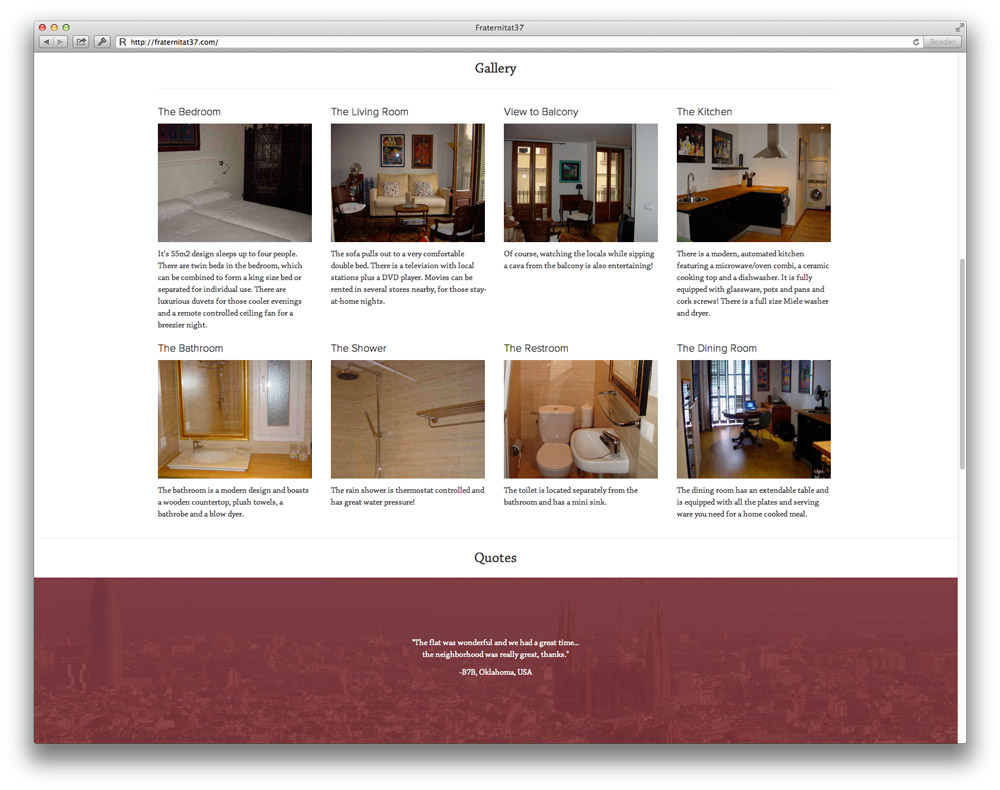 Fraternitat37
http://fraternitat37.com/
Reader
Gallery
The Bedroom
It's 55m2 design sleeps up to four people.
There are twin beds in the bedroom, which
can be combined to form a king size bed or
separated for individual use. There are
luxurious duvets for those cooler evenings
and a remote controlled ceiling fan for a
breezier night.
The Living Room
The sofa pulls out to a very comfortable
double bed. There is a television with local
stations plus a DVD player. Movies can be
rented in several stores nearby, for those stay-
at-home nights.
View to Balcony
Of course, watching the locals while sipping
a cava from the balcony is also entertaining!
The Kitchen
There is a modern, automated kitchen
featuring a microwave/oven combi, a ceramic
cooking top and a dishwasher. It is fully
equipped with glassware, pots and pans and
cork screws! There is a full size Miele washer
and dryer.
The Bathroom
The bathroom is a modern design and boasts
a wooden countertop, plush towels, a
bathrobe and a blow dyer.
The Shower
The rain shower is thermostat controlled and
has great water pressure!
The Restroom
The toilet is located separately from the
bathroom and has a mini sink.
The Dining Room
The dining room has an extendable table and
is equipped with all the plates and serving
ware you need for a home cooked meal.
Quotes
"The flat was wonderful and we had a great time...
the neighborhood was really great, thanks."
-B7B, Oklahoma, USA